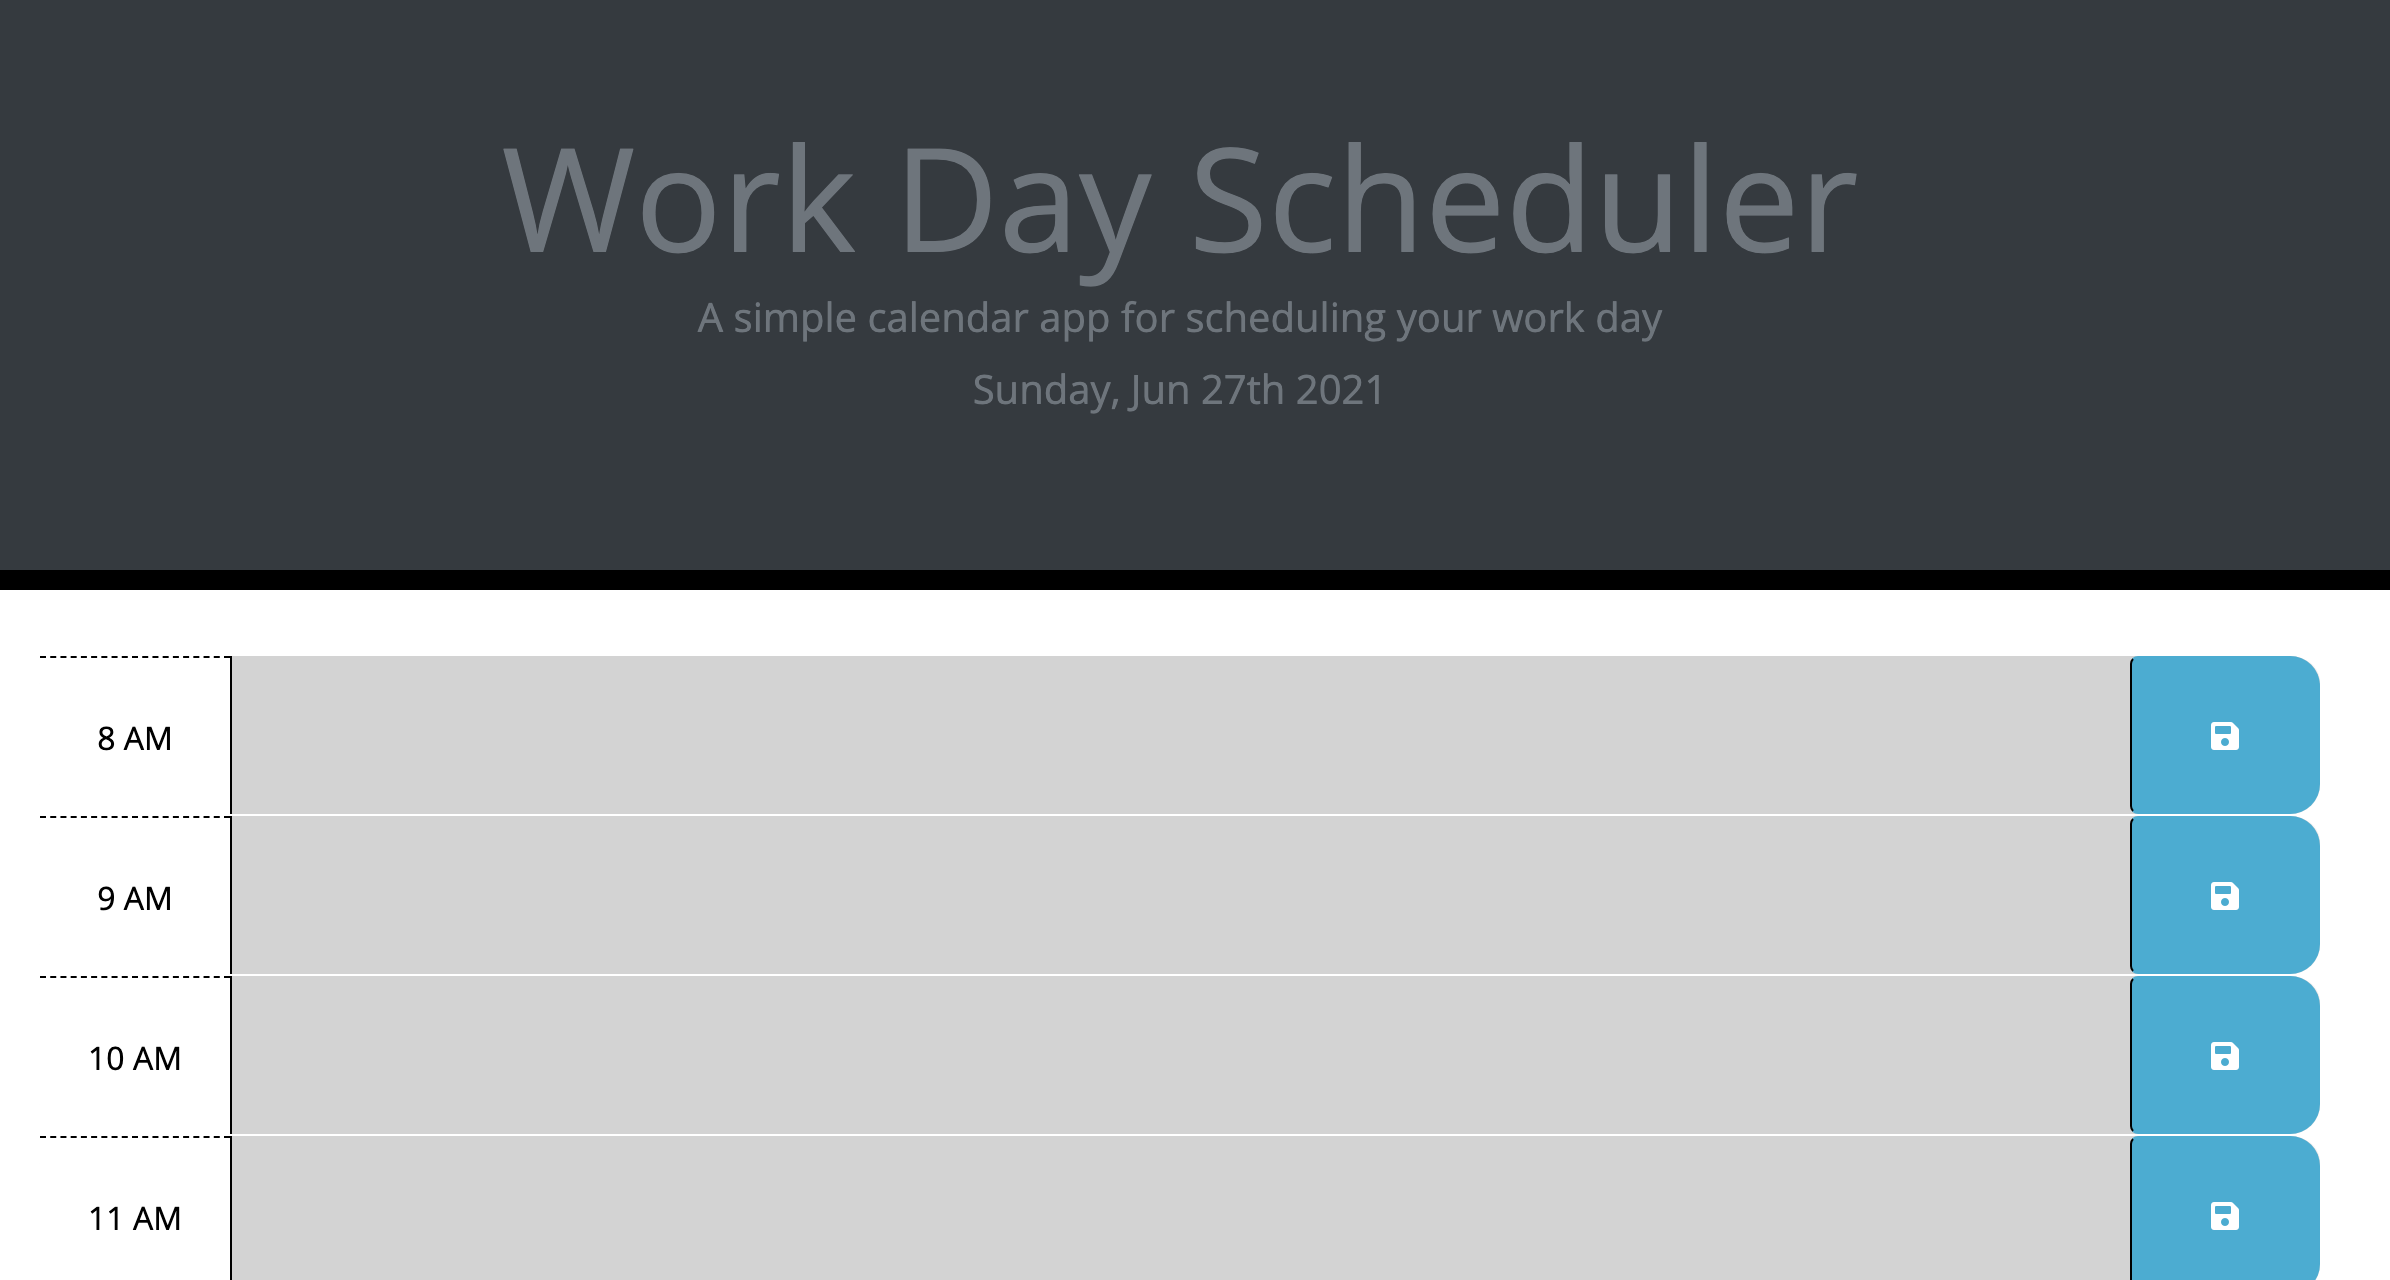 Work Day Scheduler
A simple calendar app for scheduling your work day
Sunday, Jun 27th 2021
8 AM
9 AM
10 AM
11 AM